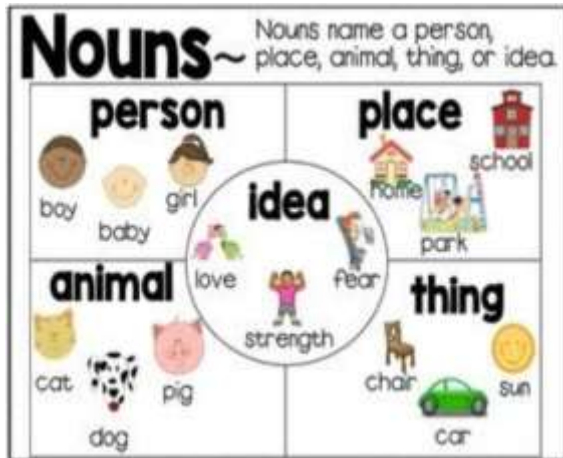 Nouns~
Nouns name a person,
place, animal, thing, or idea.
person
boy
baby
girl
place
home
park
school
idea
love
strength
fear
animal
cat
dog
pig
thing
chair
car
sun